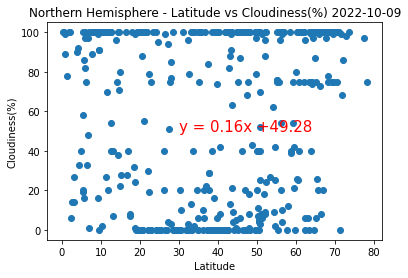 Northern Hemisphere - Latitude vs Cloudiness(%) 2022-10-09
100
80
60
40
20
0
Cloudiness(%)
y = 0.16x +49.28
0 10 20 30 40 50 60 70 80
Latitude